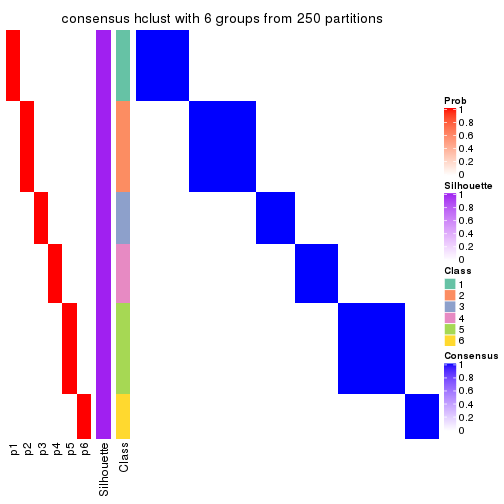 consensus hclust with 6 groups from 250 partitions
Prob
1
0.8
0.6
0.4
0.2
0
Silhouette
1
0.8
0.6
0.4
0.2
0
Class
1
2
3
4
5
6
Consensus
1
0.8
0.6
0.4
0.2
0
p1
p2
p3
p4
p5
p6
Silhouette
Class